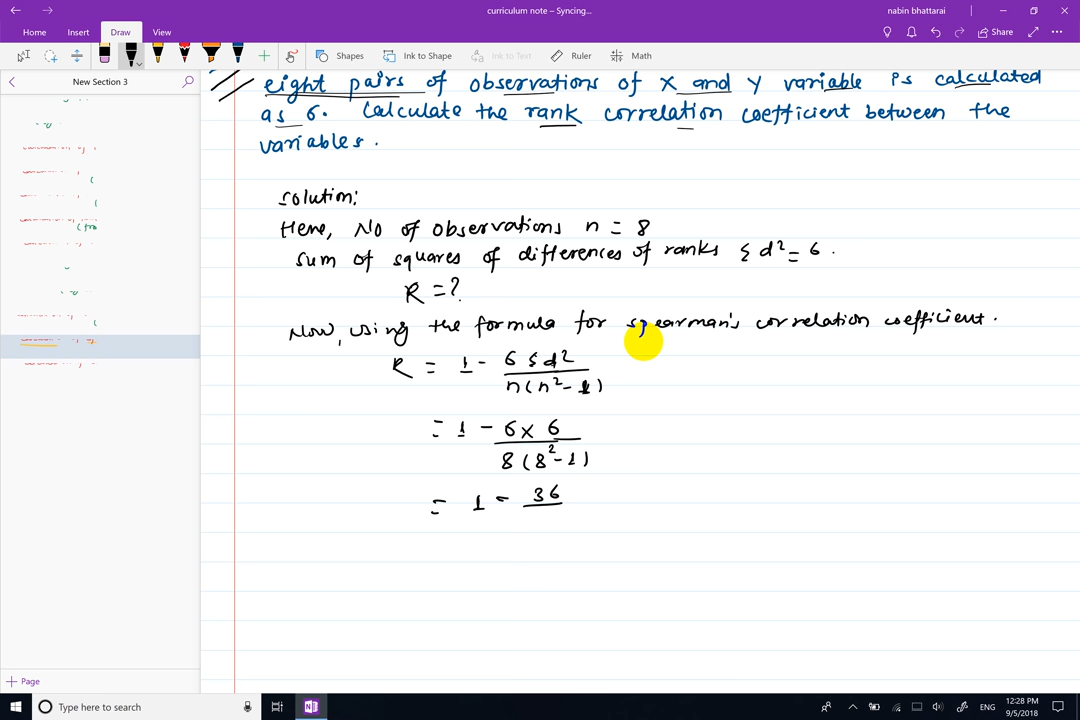 curriculum note – Syncing...
nabin bhattarai
Home Insert Draw View
Share
Shapes Ink to Shape Ink to Text Ruler Math
New Section 3
eight pairs of observations of X and Y variable is calculated
as 6. Calculate the rank correlation coefficient between the
variables.
Solution:
Here, No of observations n = 8
Sum of squares of differences of ranks Σd² = 6.
R = ?
Now, using the formula for spearman's correlation coefficient.
R = 1 - 6Σd² / n(n² - 1)
= 1 - 6 × 6 / 8(8² - 1)
= 1 - 36
+ Page
Type here to search
ENG
12:28 PM
9/5/2018